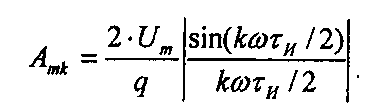 A_{mk} = \frac{2 \cdot U_m}{q} \left| \frac{\sin(k\omega\tau_И / 2)}{k\omega\tau_И / 2} \right|.